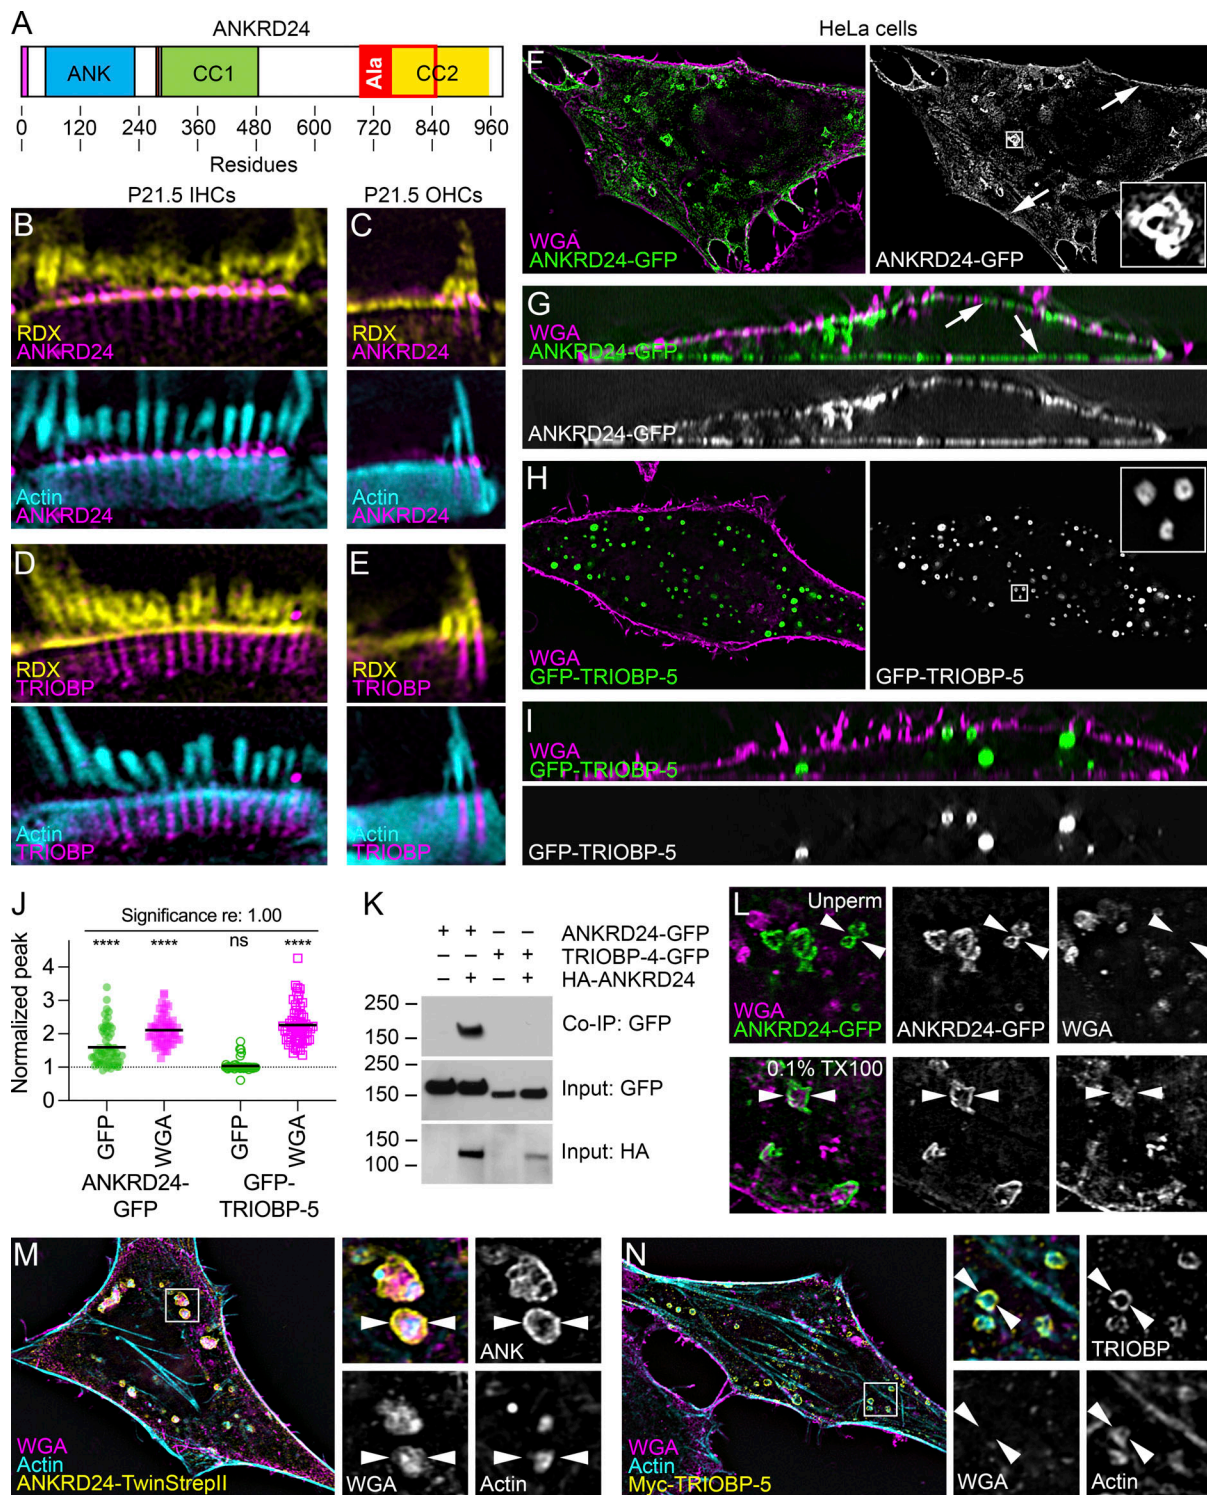 A
ANKRD24
ANK
CC1
Ala
CC2
0 120 240 360 480 600 720 840 960
Residues
P21.5 IHCs
P21.5 OHCs
B
RDX
ANKRD24
Actin
ANKRD24
C
RDX
ANKRD24
Actin
ANKRD24
D
RDX
TRIOBP
Actin
TRIOBP
E
RDX
TRIOBP
Actin
TRIOBP
HeLa cells
F
WGA
ANKRD24-GFP
ANKRD24-GFP
G
WGA
ANKRD24-GFP
ANKRD24-GFP
H
WGA
GFP-TRIOBP-5
GFP-TRIOBP-5
I
WGA
GFP-TRIOBP-5
GFP-TRIOBP-5
J
Significance re: 1.00
**** **** ns ****
Normalized peak
4
3
2
1
0
GFP WGA GFP WGA
ANKRD24-
GFP
GFP-
TRIOBP-5
K
+ + – – ANKRD24-GFP
– – + + TRIOBP-4-GFP
– + – + HA-ANKRD24
250
150
Co-IP: GFP
250
150
Input: GFP
150
100
Input: HA
L
Unperm
WGA
ANKRD24-GFP
ANKRD24-GFP
WGA
0.1% TX100
M
WGA
Actin
ANKRD24-TwinStrepII
ANK
WGA
Actin
N
WGA
Actin
Myc-TRIOBP-5
TRIOBP
WGA
Actin